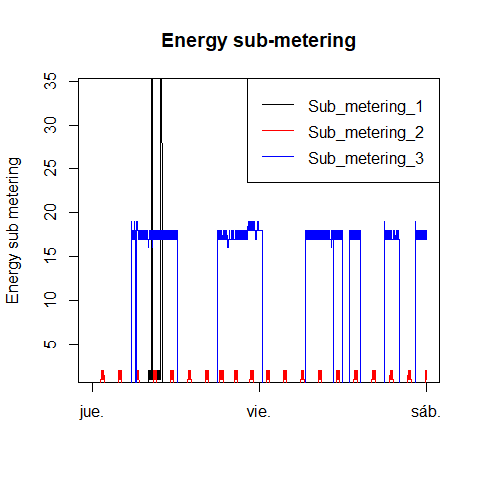 Energy sub-metering
Energy sub metering
35
30
25
20
15
10
5
Sub_metering_1
Sub_metering_2
Sub_metering_3
jue.
vie.
sáb.